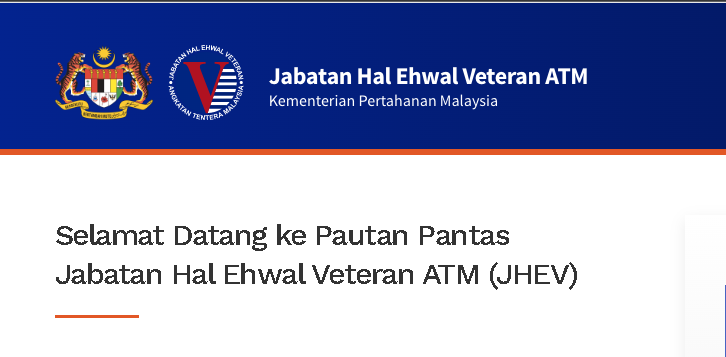 JABATAN HAL EHWAL VETERAN
ANGKATAN TENTERA MALAYSIA
V
Jabatan Hal Ehwal Veteran ATM
Kementerian Pertahanan Malaysia
Selamat Datang ke Pautan Pantas
Jabatan Hal Ehwal Veteran ATM (JHEV)